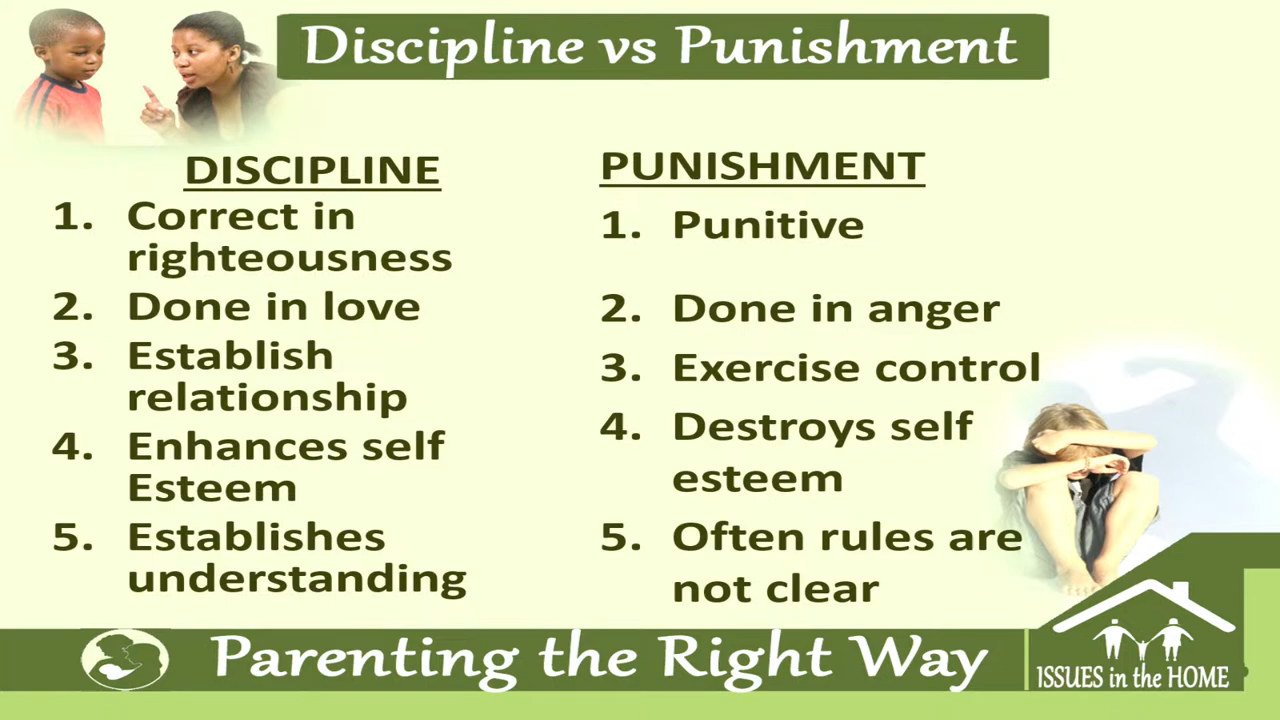 Discipline vs Punishment
DISCIPLINE
1. Correct in
righteousness
2. Done in love
3. Establish
relationship
4. Enhances self
Esteem
5. Establishes
understanding
PUNISHMENT
1. Punitive
2. Done in anger
3. Exercise control
4. Destroys self
esteem
5. Often rules are
not clear
Parenting the Right Way
ISSUES in the HOME